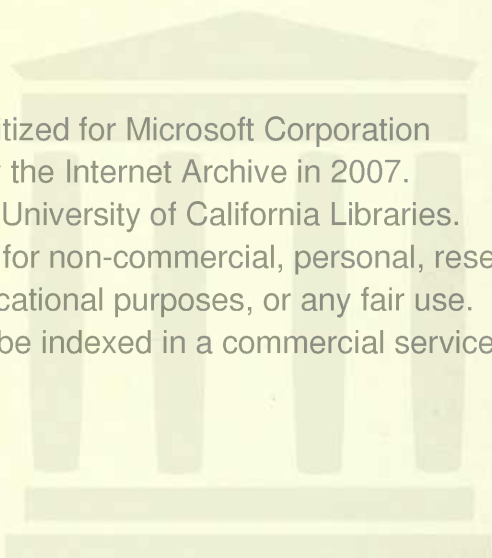 itized for Microsoft Corporation
the Internet Archive in 2007.
University of California Libraries.
for non-commercial, personal, rese
cational purposes, or any fair use.
be indexed in a commercial service